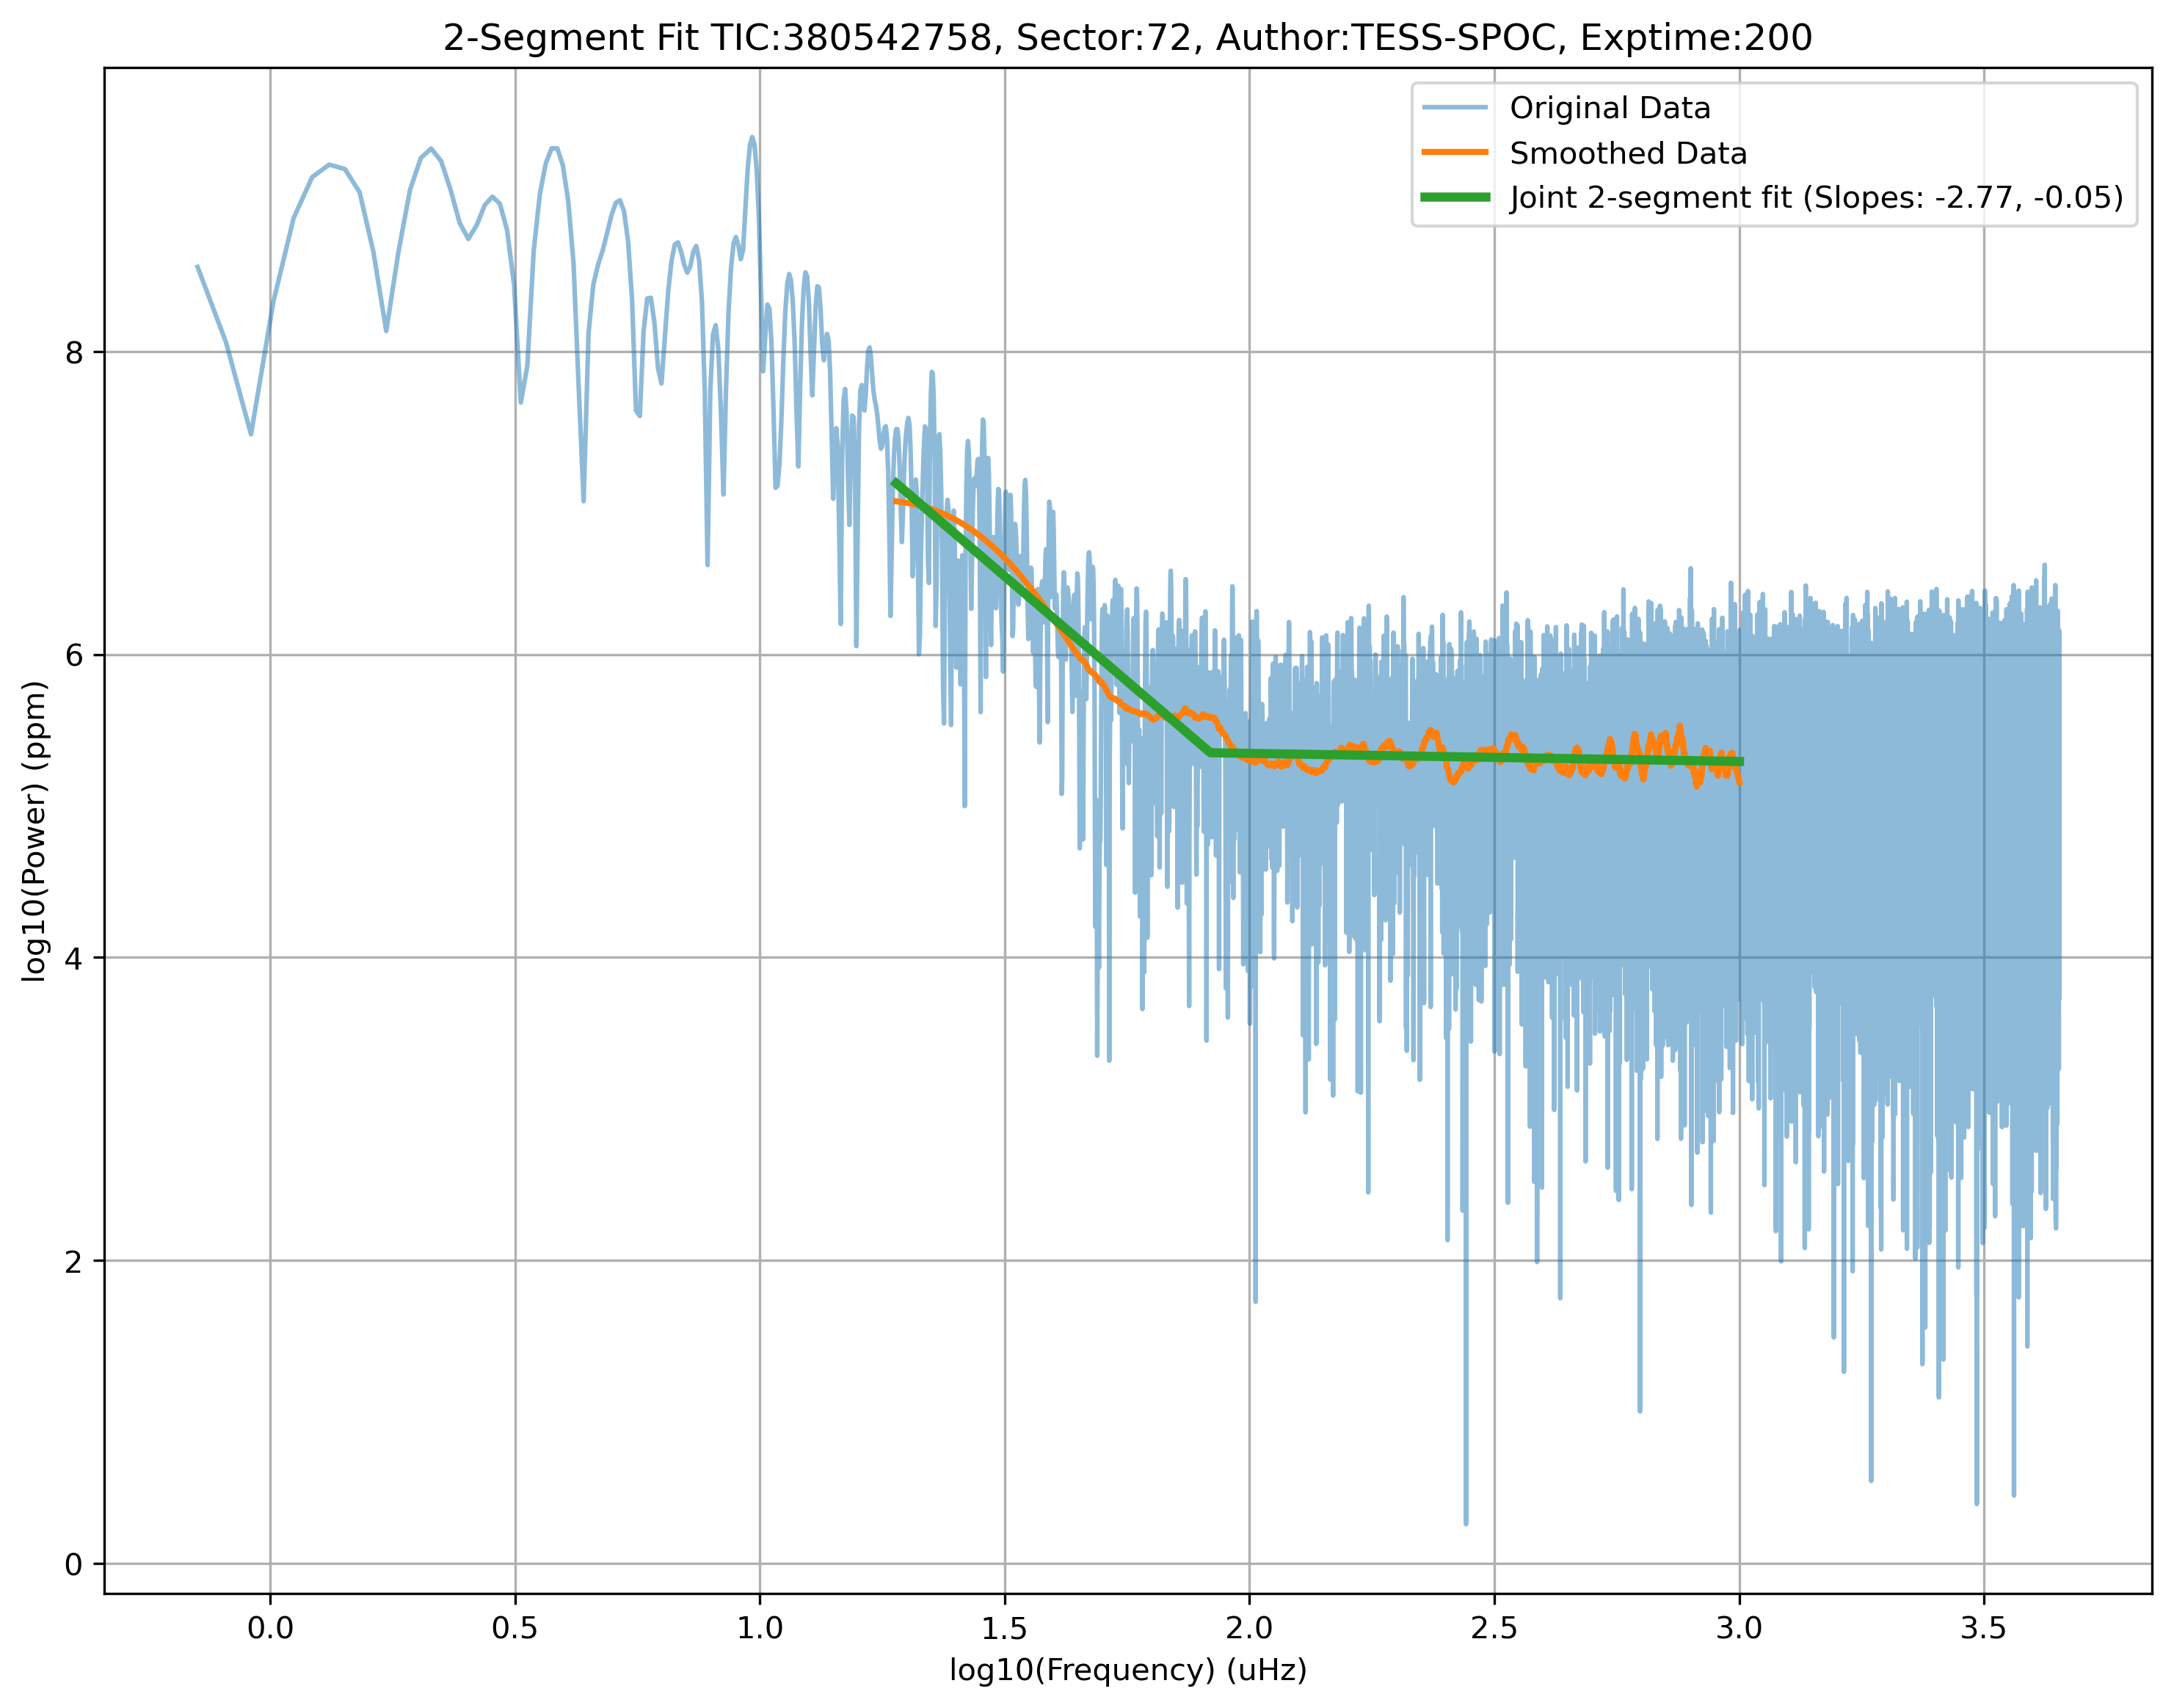 2-Segment Fit TIC:380542758, Sector:72, Author:TESS-SPOC, Exptime:200
Original Data
Smoothed Data
Joint 2-segment fit (Slopes: -2.77, -0.05)
log10(Power) (ppm)
8
6
4
2
0
0.0 0.5 1.0 1.5 2.0 2.5 3.0 3.5
log10(Frequency) (uHz)